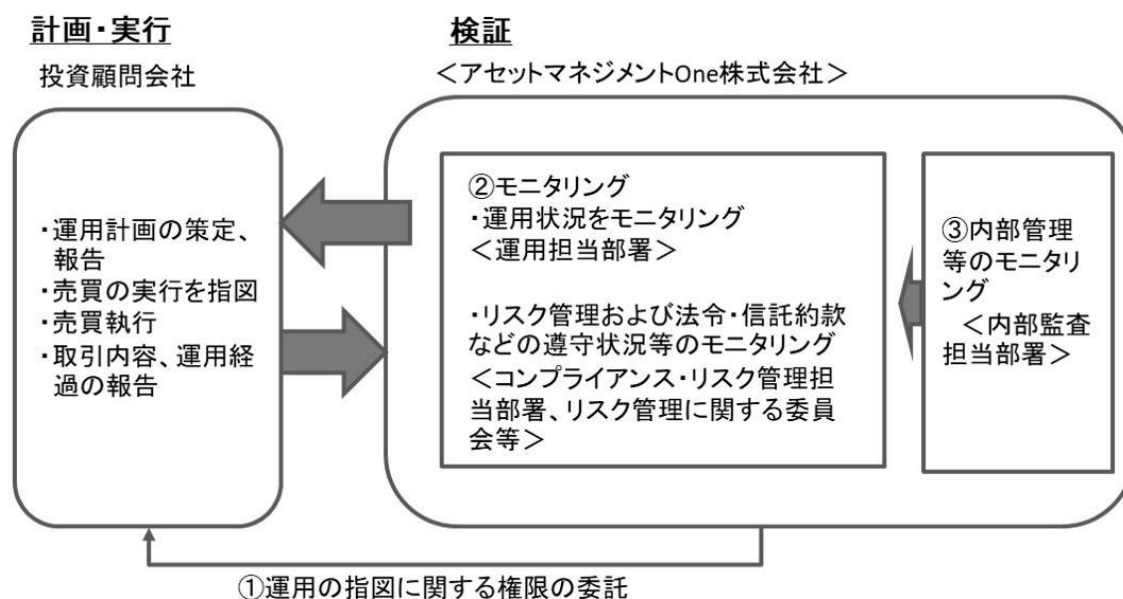 計画・実行
投資顧問会社
・運用計画の策定、
報告
・売買の実行を指図
・売買執行
・取引内容、運用経
過の報告
検証
＜アセットマネジメントOne株式会社＞
②モニタリング
・運用状況をモニタリング
＜運用担当部署＞
・リスク管理および法令・信託約款
などの遵守状況等のモニタリング
＜コンプライアンス・リスク管理担
当部署、リスク管理に関する委員
会等＞
③内部管理
等のモニタリ
ング
＜内部監査
担当部署＞
①運用の指図に関する権限の委託